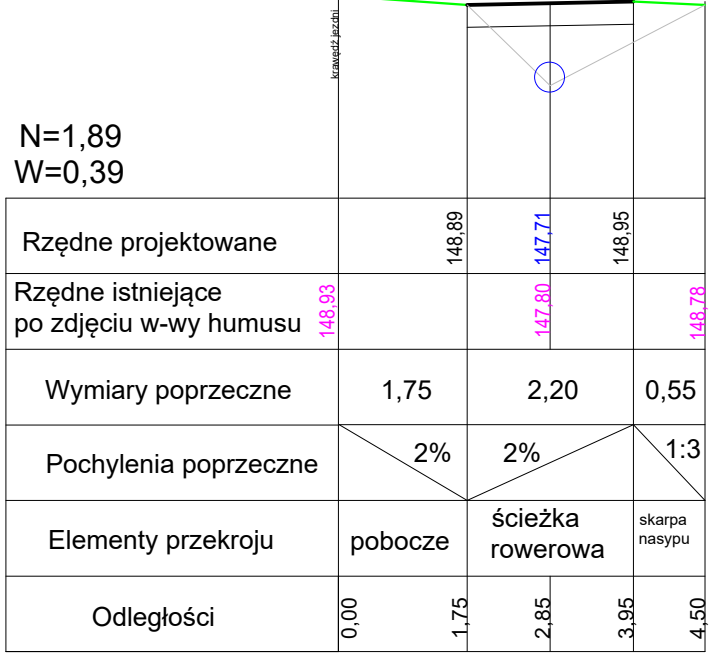 krawędź jezdni
N=1,89
W=0,39
Rzędne projektowane 148,89 147,71 148,95
Rzędne istniejące
po zdjęciu w-wy humusu 148,93 147,80 148,78
Wymiary poprzeczne 1,75 2,20 0,55
Pochylenia poprzeczne 2% 2% 1:3
Elementy przekroju pobocze ścieżka rowerowa skarpa nasypu
Odległości 0,00 1,75 2,85 3,95 4,50